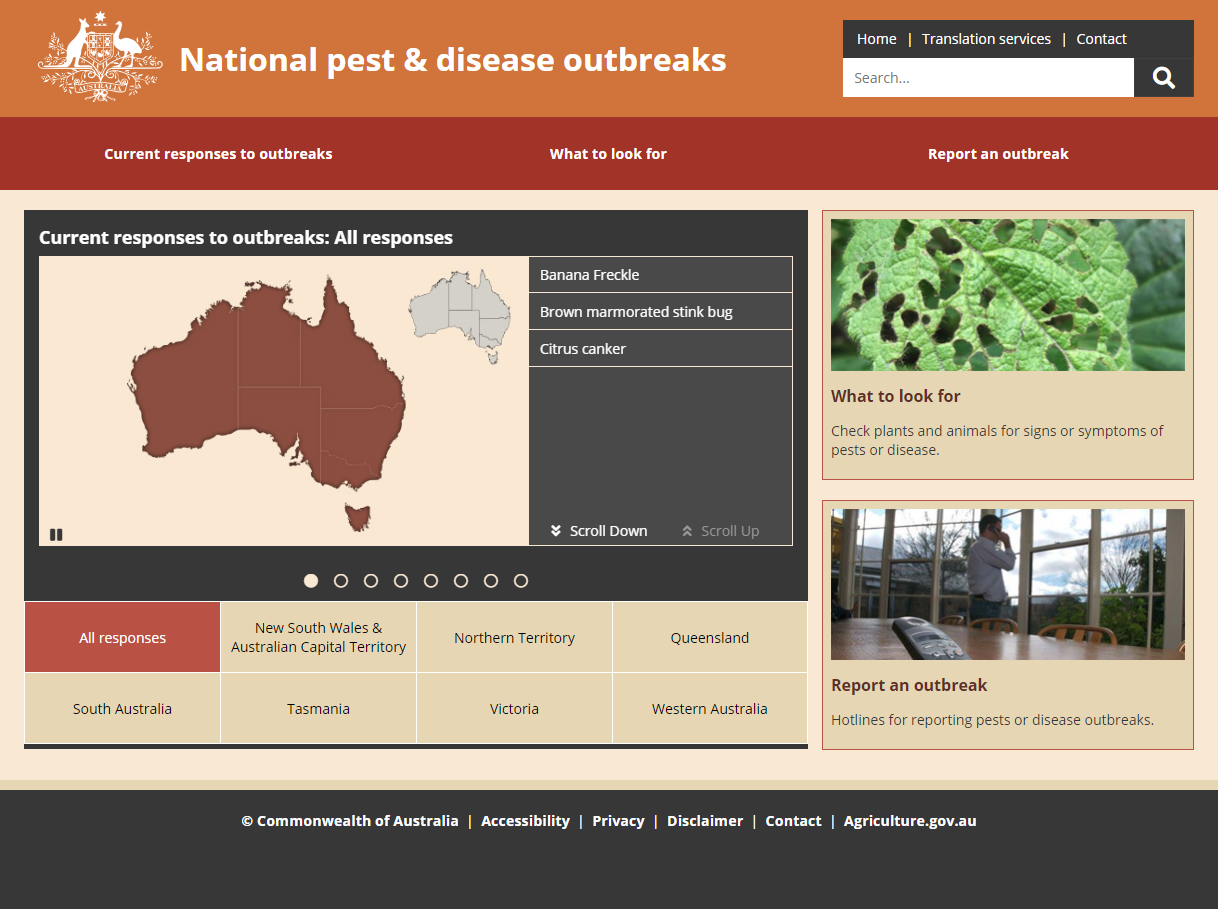 AUSTRALIA
National pest & disease outbreaks
Home | Translation services | Contact
Search...
Current responses to outbreaks
What to look for
Report an outbreak
Current responses to outbreaks: All responses
Banana Freckle
Brown marmorated stink bug
Citrus canker
Scroll Down
Scroll Up
All responses
New South Wales &
Australian Capital Territory
Northern Territory
Queensland
South Australia
Tasmania
Victoria
Western Australia
What to look for
Check plants and animals for signs or symptoms of
pests or disease.
Report an outbreak
Hotlines for reporting pests or disease outbreaks.
© Commonwealth of Australia | Accessibility | Privacy | Disclaimer | Contact | Agriculture.gov.au